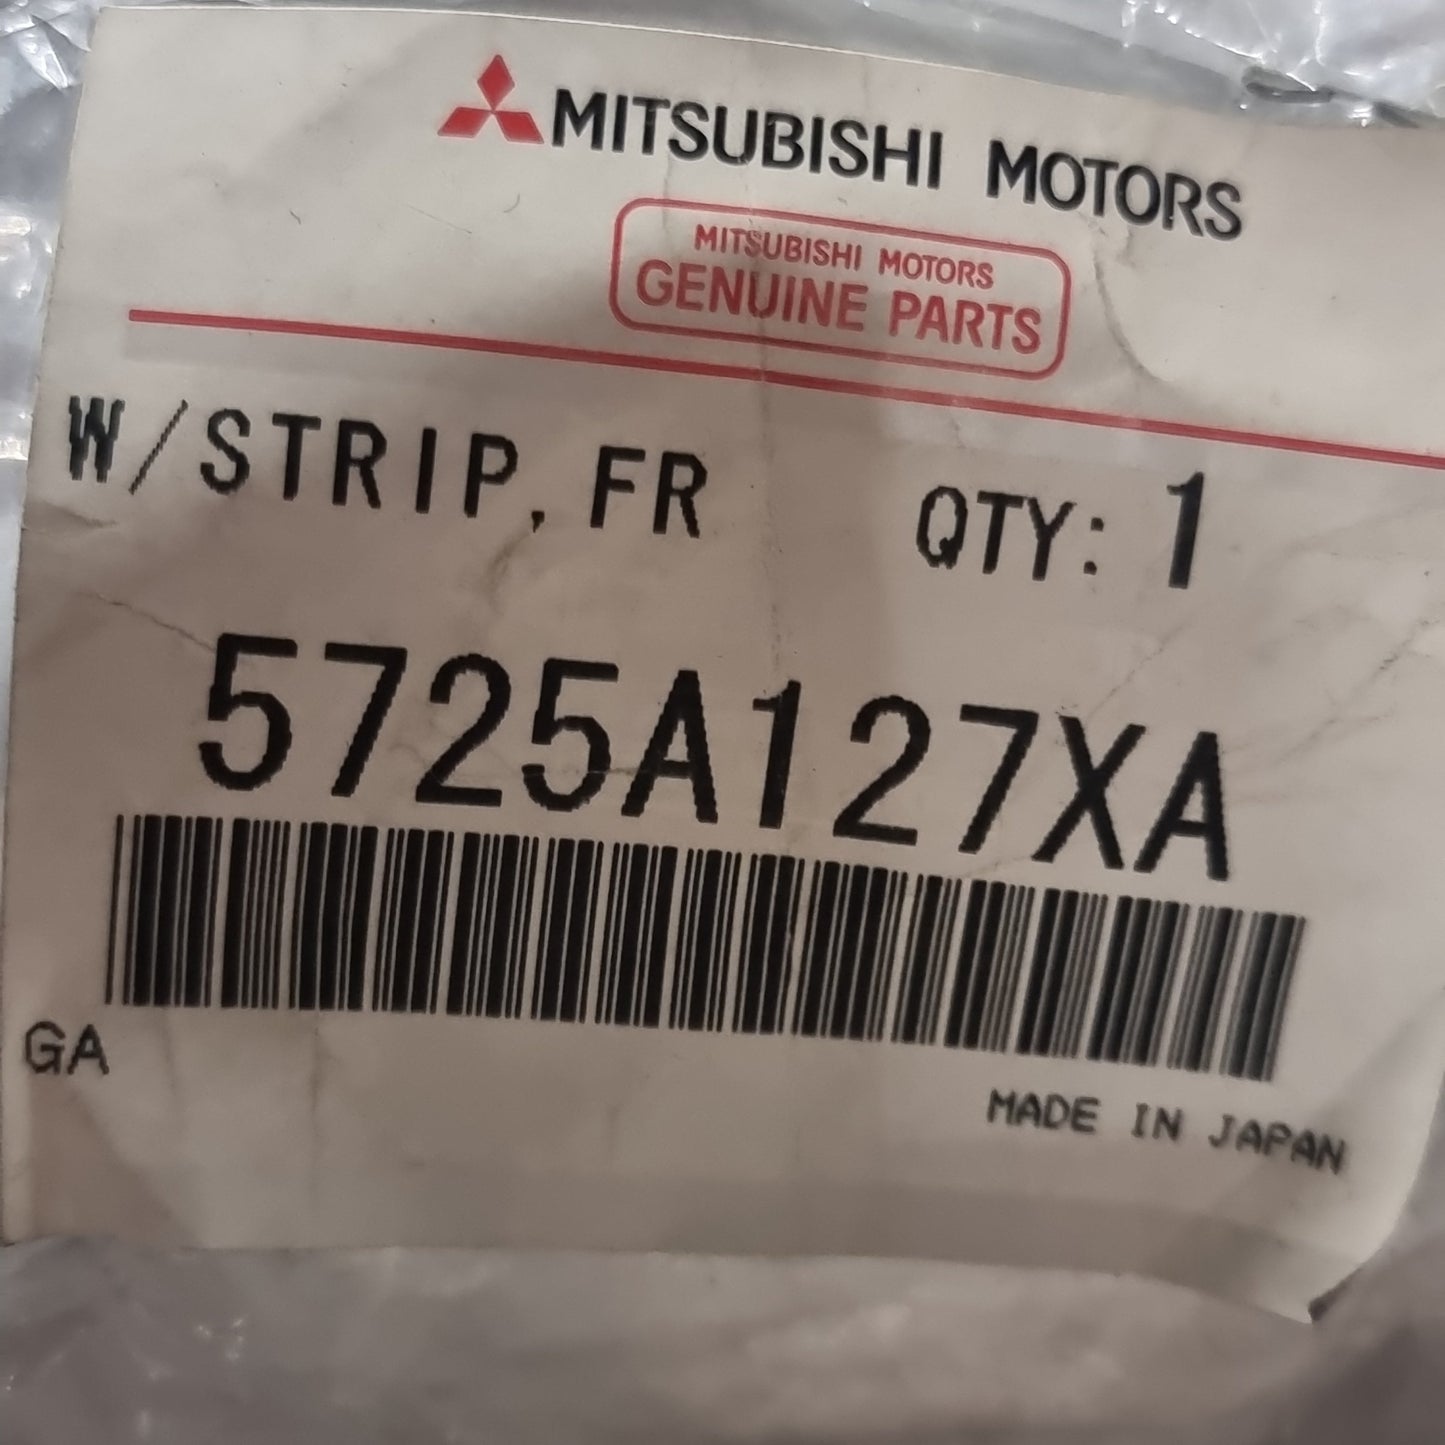 MITSUBISHI MOTORS
MITSUBISHI MOTORS
GENUINE PARTS
W/STRIP,FR QTY: 1
5725A127XA
GA
MADE IN JAPAN